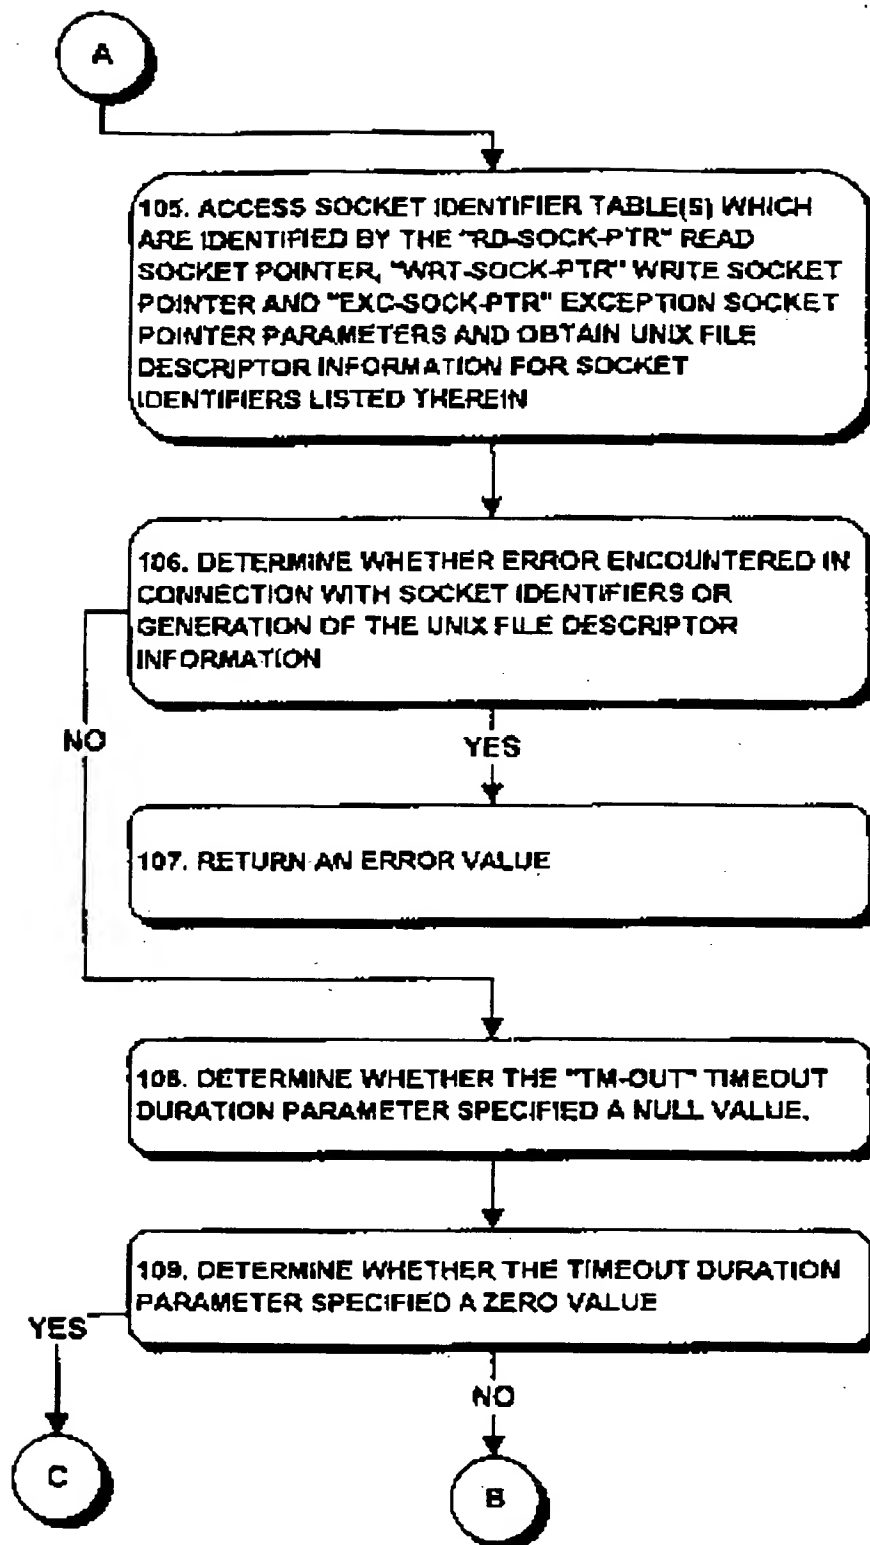 A
105. ACCESS SOCKET IDENTIFIER TABLE(S) WHICH
ARE IDENTIFIED BY THE "RD-SOCK-PTR" READ
SOCKET POINTER, "WRT-SOCK-PTR" WRITE SOCKET
POINTER AND "EXC-SOCK-PTR" EXCEPTION SOCKET
POINTER PARAMETERS AND OBTAIN UNIX FILE
DESCRIPTOR INFORMATION FOR SOCKET
IDENTIFIERS LISTED THEREIN
106. DETERMINE WHETHER ERROR ENCOUNTERED IN
CONNECTION WITH SOCKET IDENTIFIERS OR
GENERATION OF THE UNIX FILE DESCRIPTOR
INFORMATION
NO
YES
107. RETURN AN ERROR VALUE
108. DETERMINE WHETHER THE "TM-OUT" TIMEOUT
DURATION PARAMETER SPECIFIED A NULL VALUE.
109. DETERMINE WHETHER THE TIMEOUT DURATION
PARAMETER SPECIFIED A ZERO VALUE
YES
NO
C
B